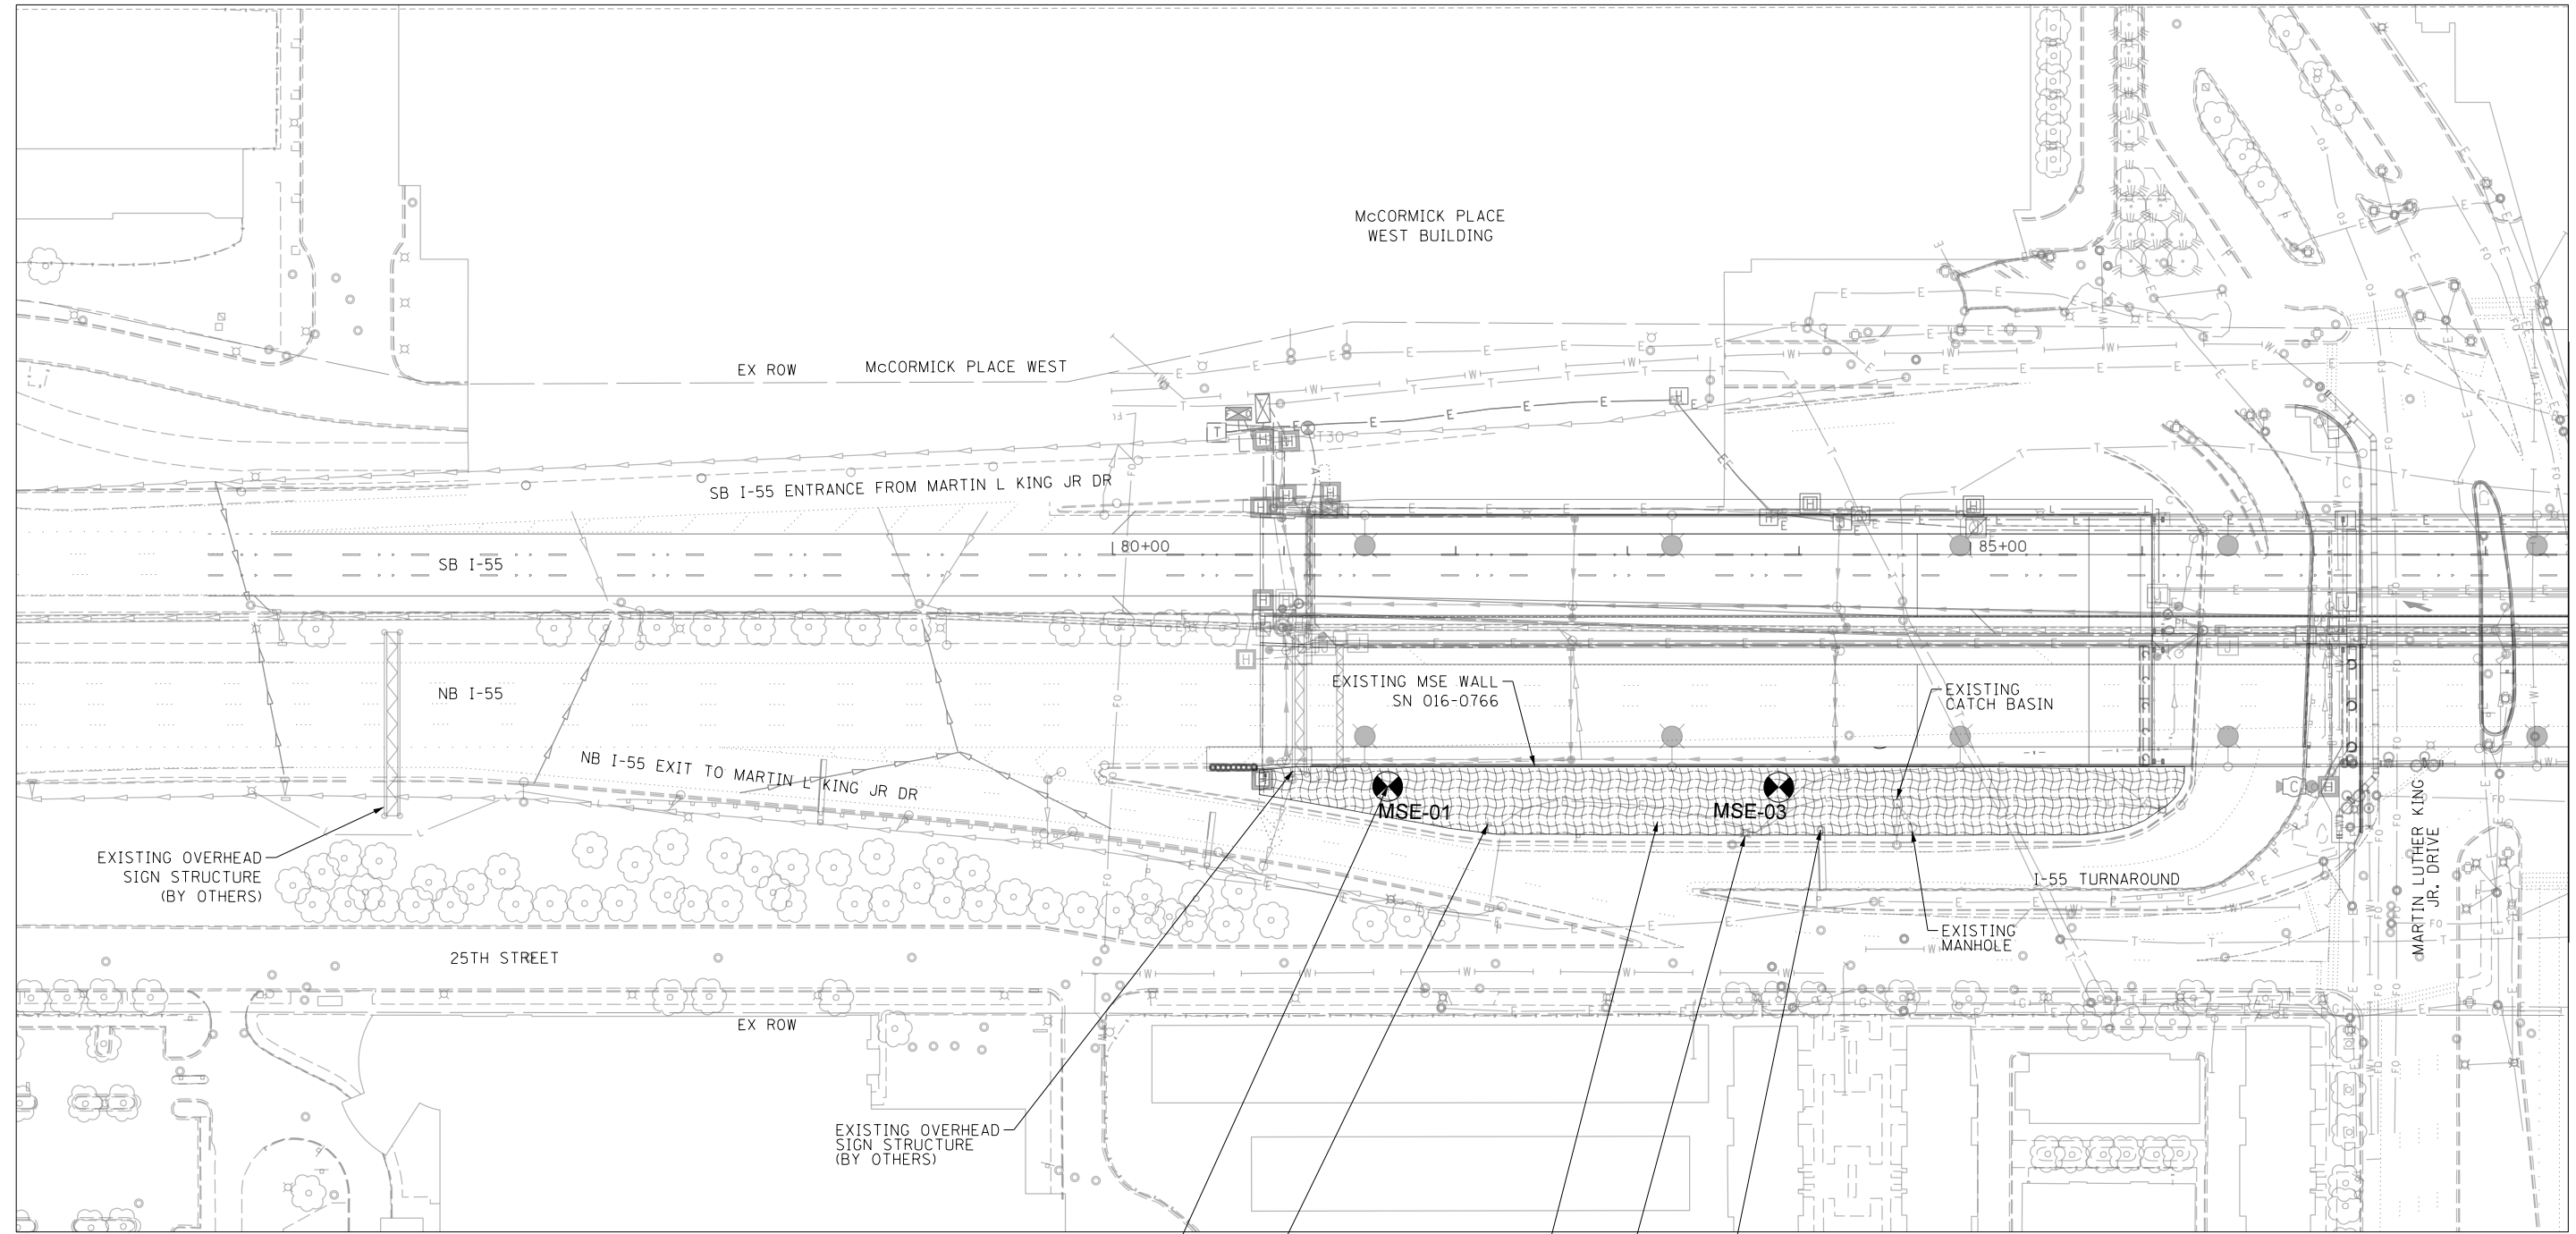 McCORMICK PLACE
WEST BUILDING
EX ROW
McCORMICK PLACE WEST
SB I-55 ENTRANCE FROM MARTIN L KING JR DR
T30
80+00
85+00
SB I-55
NB I-55
EXISTING MSE WALL
SN 016-0766
EXISTING
CATCH BASIN
NB I-55 EXIT TO MARTIN L KING JR DR
MSE-01
MSE-03
EXISTING OVERHEAD
SIGN STRUCTURE
(BY OTHERS)
I-55 TURNAROUND
MARTIN LUTHER KING
JR. DRIVE
EXISTING
MANHOLE
25TH STREET
EX ROW
EXISTING OVERHEAD
SIGN STRUCTURE
(BY OTHERS)